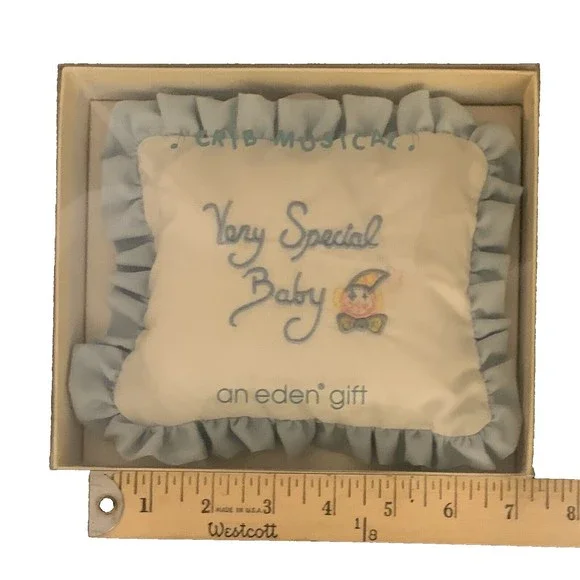 ♪ CRIB MUSICAL ♪
Very Special
Baby
an eden® gift
1 2 3 4 5 6 7 8
MADE IN U.S.A.
Westcott 1/8